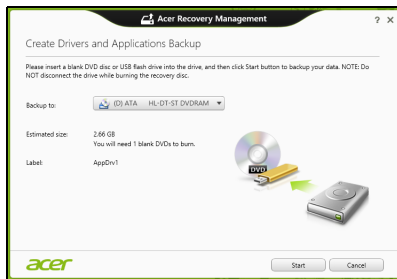 Acer Recovery Management
? ×
Create Drivers and Applications Backup
Please insert a blank DVD disc or USB flash drive into the drive, and then click Start button to backup your data. NOTE: Do
NOT disconnect the drive while burning the recovery disc.
Backup to: (D) ATA HL-DT-ST DVDRAM
Estimated size: 2.66 GB
You will need 1 blank DVDs to burn.
Label: AppDrv1
DVD
acer
Start Cancel